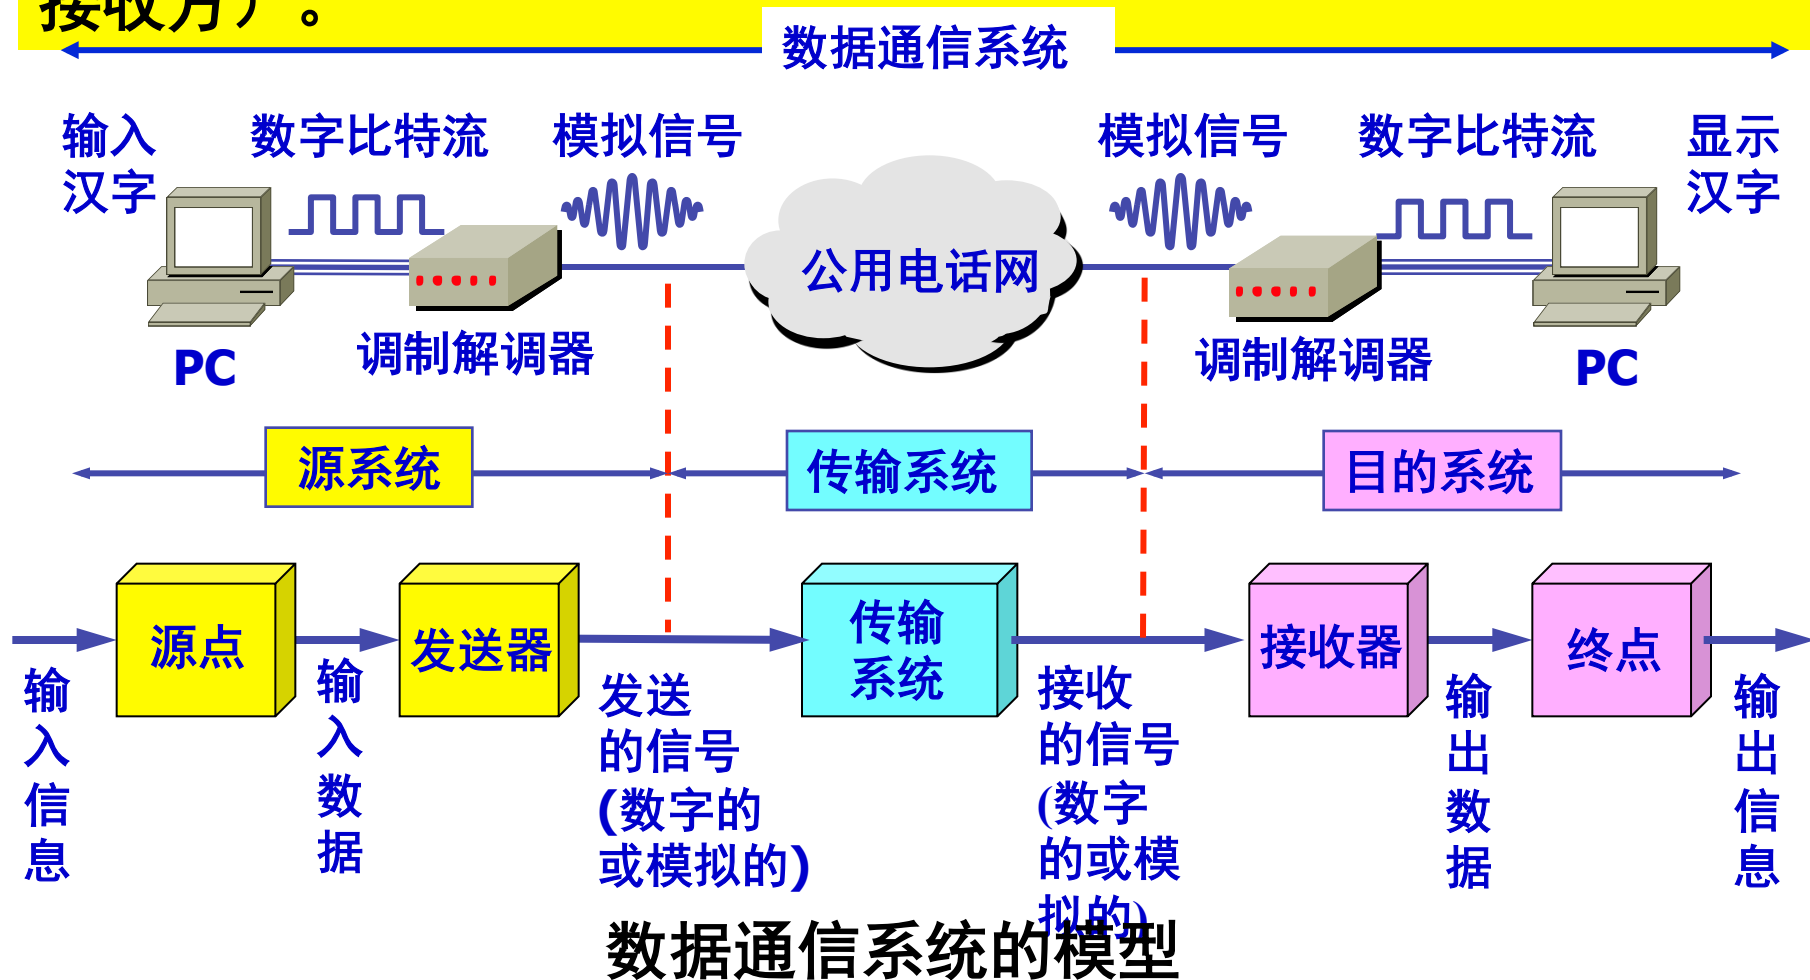 接收方）。
数据通信系统
输入
汉字
数字比特流
模拟信号
模拟信号
数字比特流
显示
汉字
公用电话网
PC
调制解调器
调制解调器
PC
源系统
传输系统
目的系统
源点
发送器
传输
系统
接收器
终点
输
入
信
息
输
入
数
据
发送
的信号
(数字的
或模拟的)
接收
的信号
(数字
的或模
拟的)
输
出
数
据
输
出
信
息
数据通信系统的模型